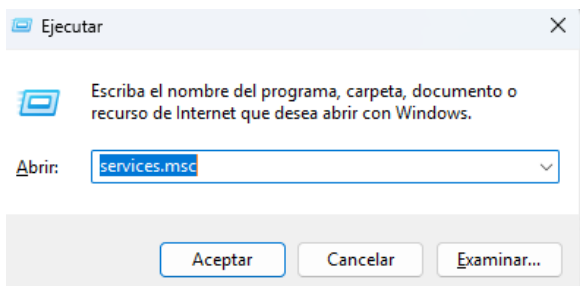 Ejecutar
Escriba el nombre del programa, carpeta, documento o
recurso de Internet que desea abrir con Windows.
Abrir:
services.msc
Aceptar
Cancelar
Examinar...